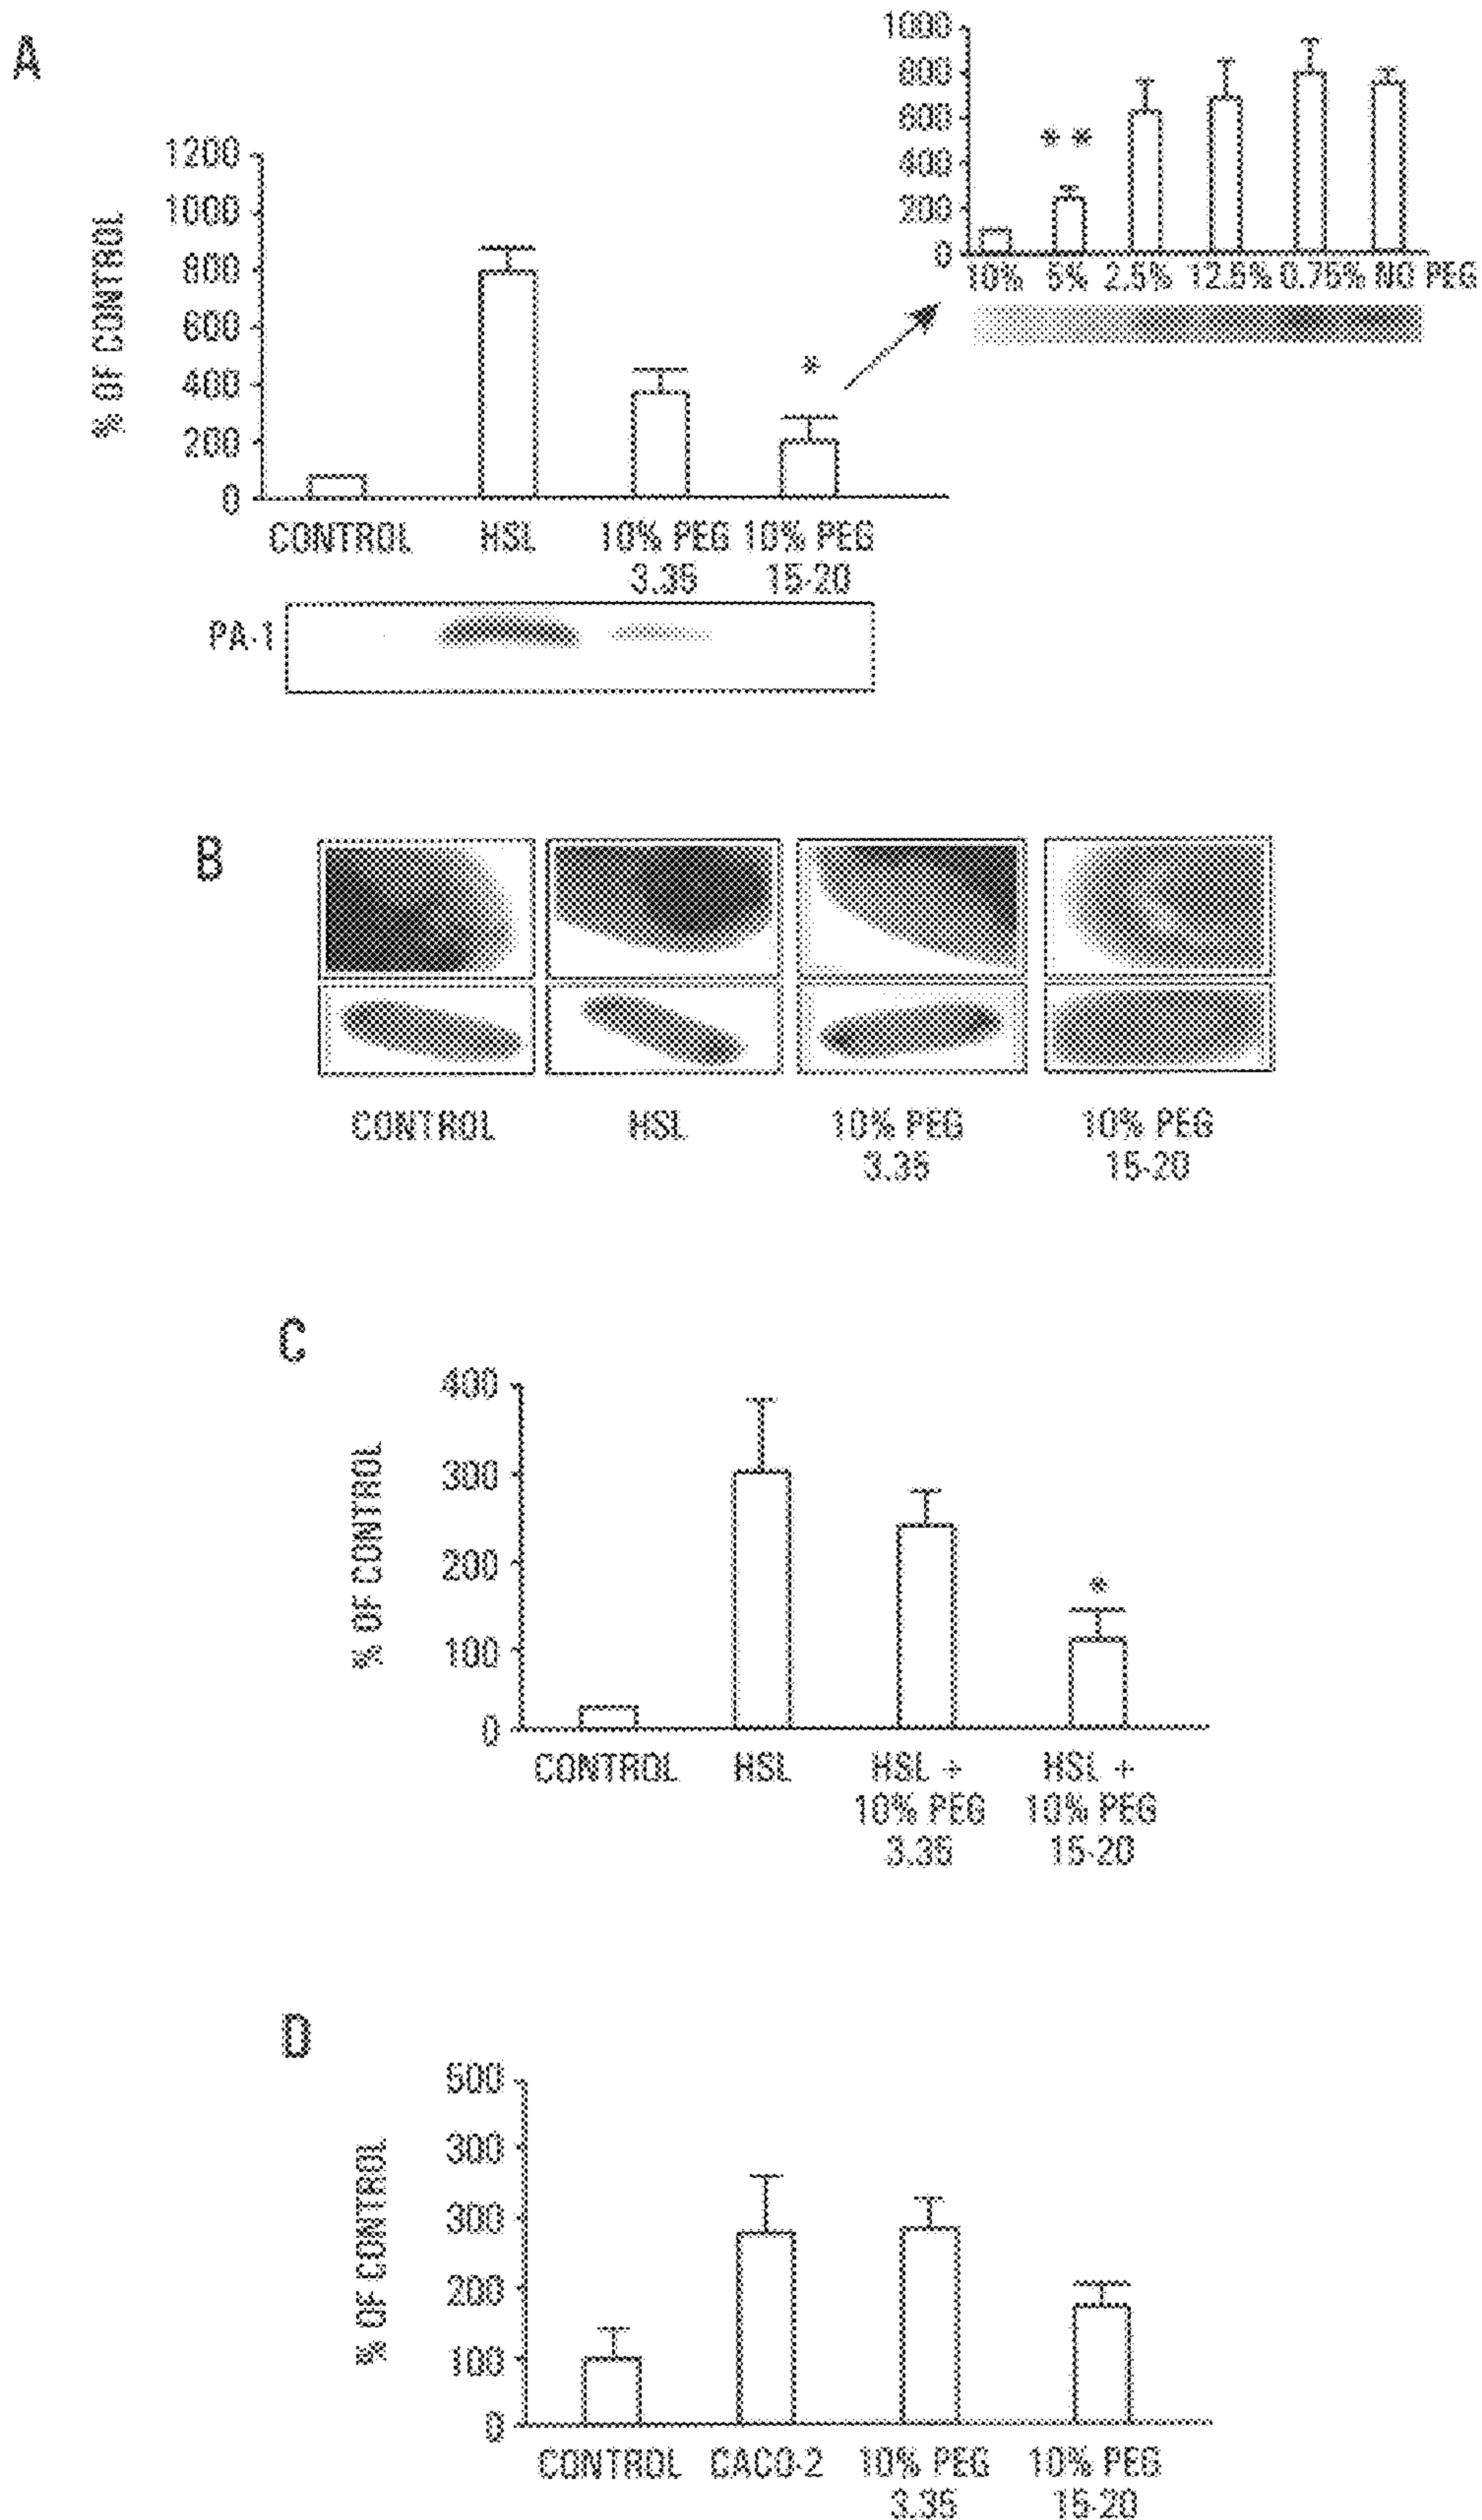 A
% OF CONTROL
1200
1000
800
600
400
200
0
CONTROL HSL 10% PEG 10% PEG
3.35 15-20
*
PA-1
1000
800
600
400
200
0
* *
10% 5% 2.5% 12.5% 0.75% NO PEG
B
CONTROL HSL 10% PEG 10% PEG
3.35 15-20
C
% OF CONTROL
400
300
200
100
0
*
CONTROL HSL HSL + HSL +
10% PEG 10% PEG
3.35 15-20
D
% OF CONTROL
500
300
300
200
100
0
CONTROL CACO-2 10% PEG 10% PEG
3.35 15-20